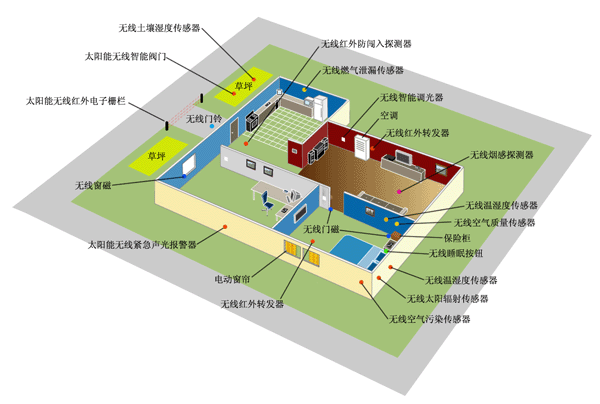 无线土壤湿度传感器
无线红外防闯入探测器
太阳能无线智能阀门
无线燃气泄漏传感器
草坪
无线智能调光器
太阳能无线红外电子栅栏
空调
无线门铃
无线红外转发器
草坪
无线烟感探测器
无线窗磁
无线温湿度传感器
无线空气质量传感器
无线门磁
保险柜
太阳能无线紧急声光报警器
无线睡眠按钮
电动窗帘
无线温湿度传感器
无线红外转发器
无线太阳辐射传感器
无线空气污染传感器